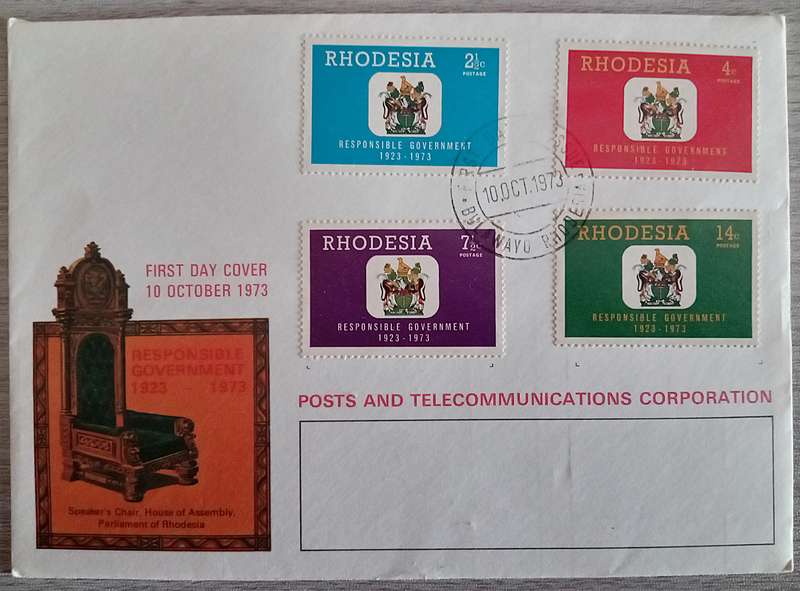 RHODESIA 2½c
POSTAGE
RESPONSIBLE GOVERNMENT
1923-1973
RHODESIA 4c
POSTAGE
RESPONSIBLE GOVERNMENT
1923-1973
10.OCT.1973
RHODESIA
RHODESIA 7½c
POSTAGE
RESPONSIBLE GOVERNMENT
1923-1973
RHODESIA 14c
POSTAGE
RESPONSIBLE GOVERNMENT
1923-1973
FIRST DAY COVER
10 OCTOBER 1973
RESPONSIBLE
GOVERNMENT
1923 - 1973
Speaker's Chair, House of Assembly,
Parliament of Rhodesia
POSTS AND TELECOMMUNICATIONS CORPORATION